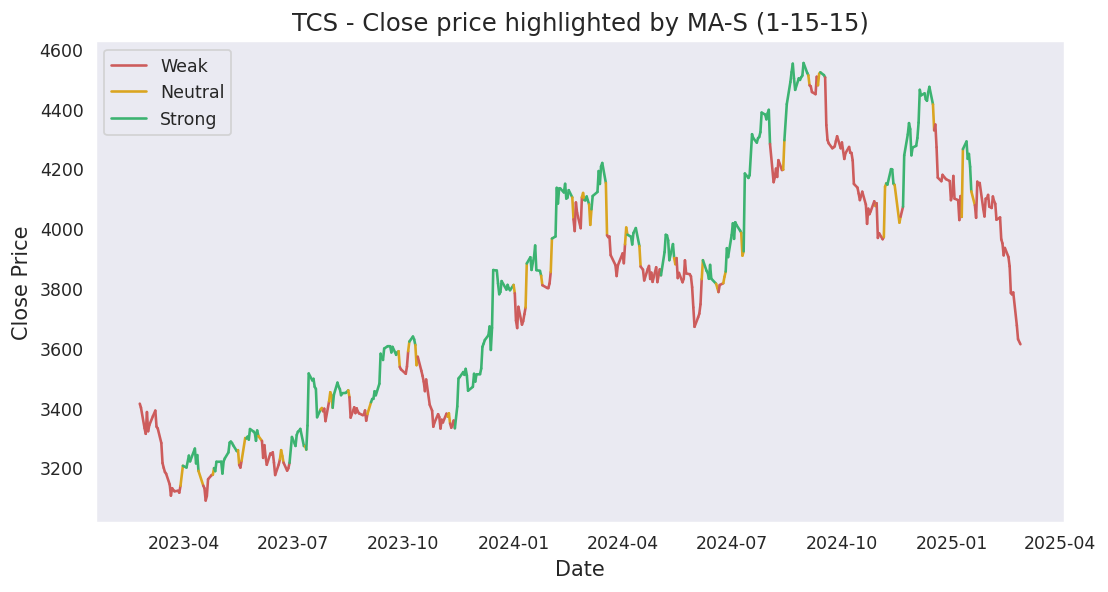 TCS - Close price highlighted by MA-S (1-15-15)
Weak
Neutral
Strong
Close Price
4600
4400
4200
4000
3800
3600
3400
3200
2023-04 2023-07 2023-10 2024-01 2024-04 2024-07 2024-10 2025-01 2025-04
Date